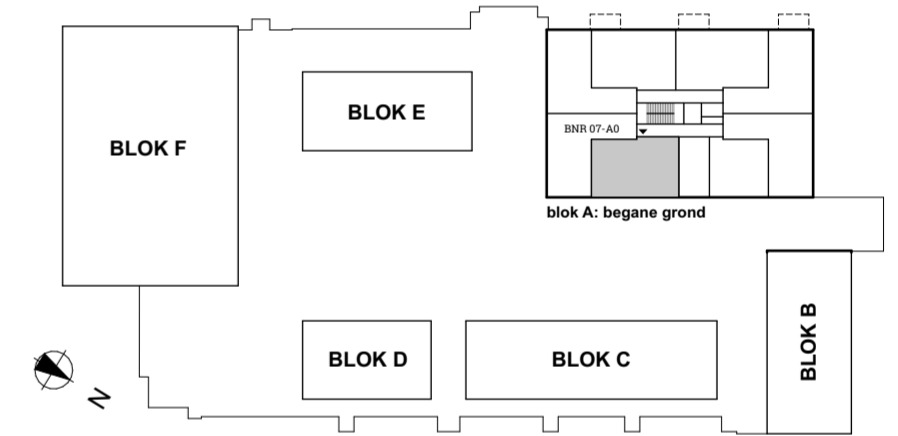 BLOK F
BLOK E
BNR 07-A0
blok A: begane grond
BLOK D
BLOK C
BLOK B
N